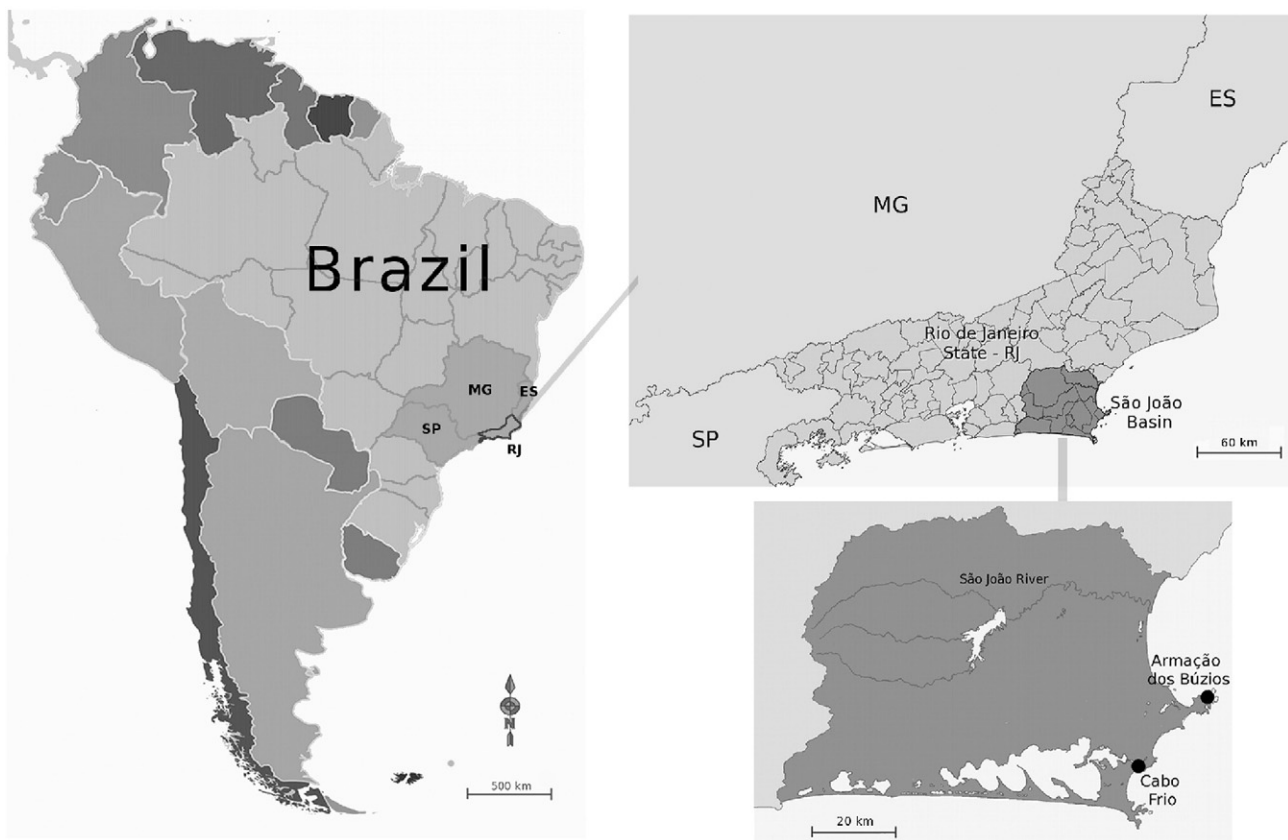 Brazil
MG
ES
SP
RJ
N
500 km
ES
MG
Rio de Janeiro
State - RJ
São João
Basin
SP
60 km
São João River
Armação
dos Búzios
Cabo
Frio
20 km